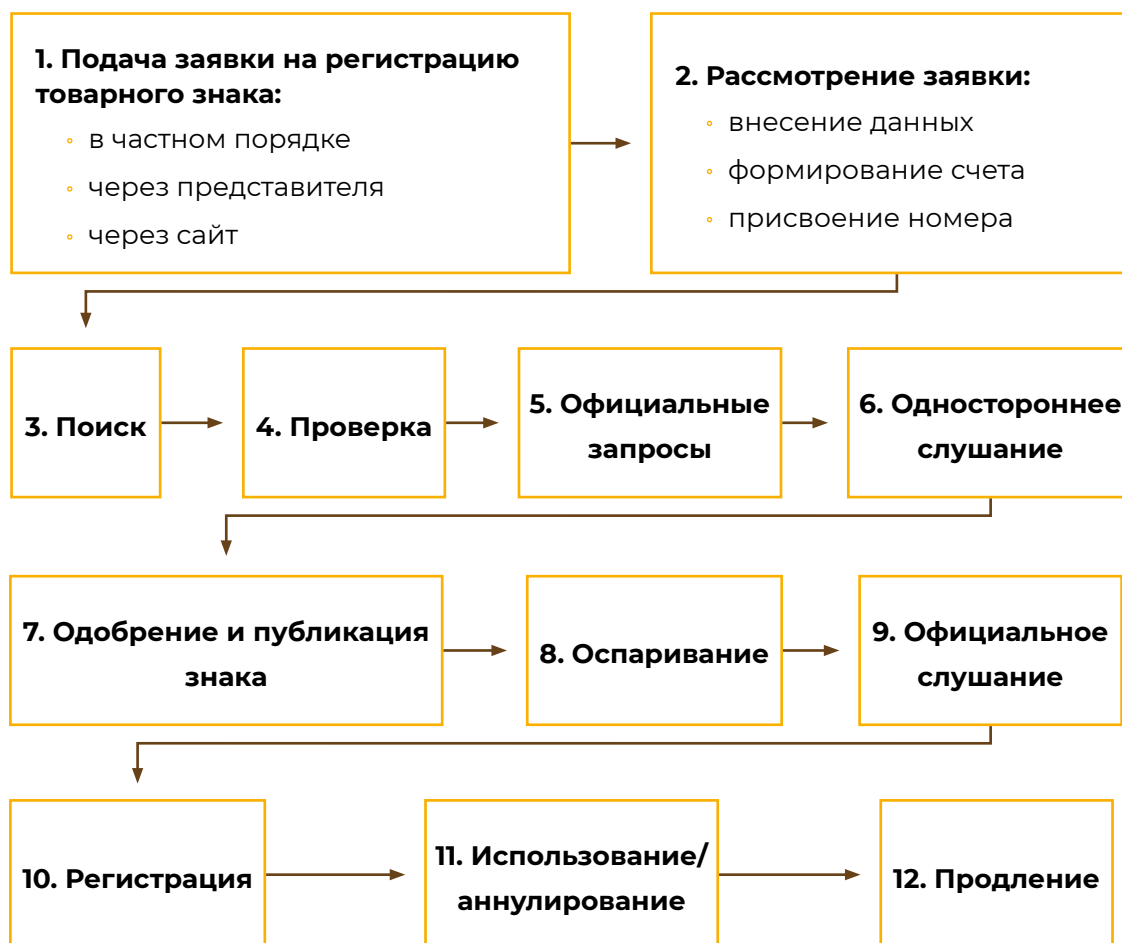 1. Подача заявки на регистрацию
товарного знака:
в частном порядке
через представителя
через сайт
2. Рассмотрение заявки:
внесение данных
формирование счета
присвоение номера
3. Поиск
4. Проверка
5. Официальные
запросы
6. Одностороннее
слушание
7. Одобрение и публикация
знака
8. Оспаривание
9. Официальное
слушание
10. Регистрация
11. Использование/
аннулирование
12. Продление